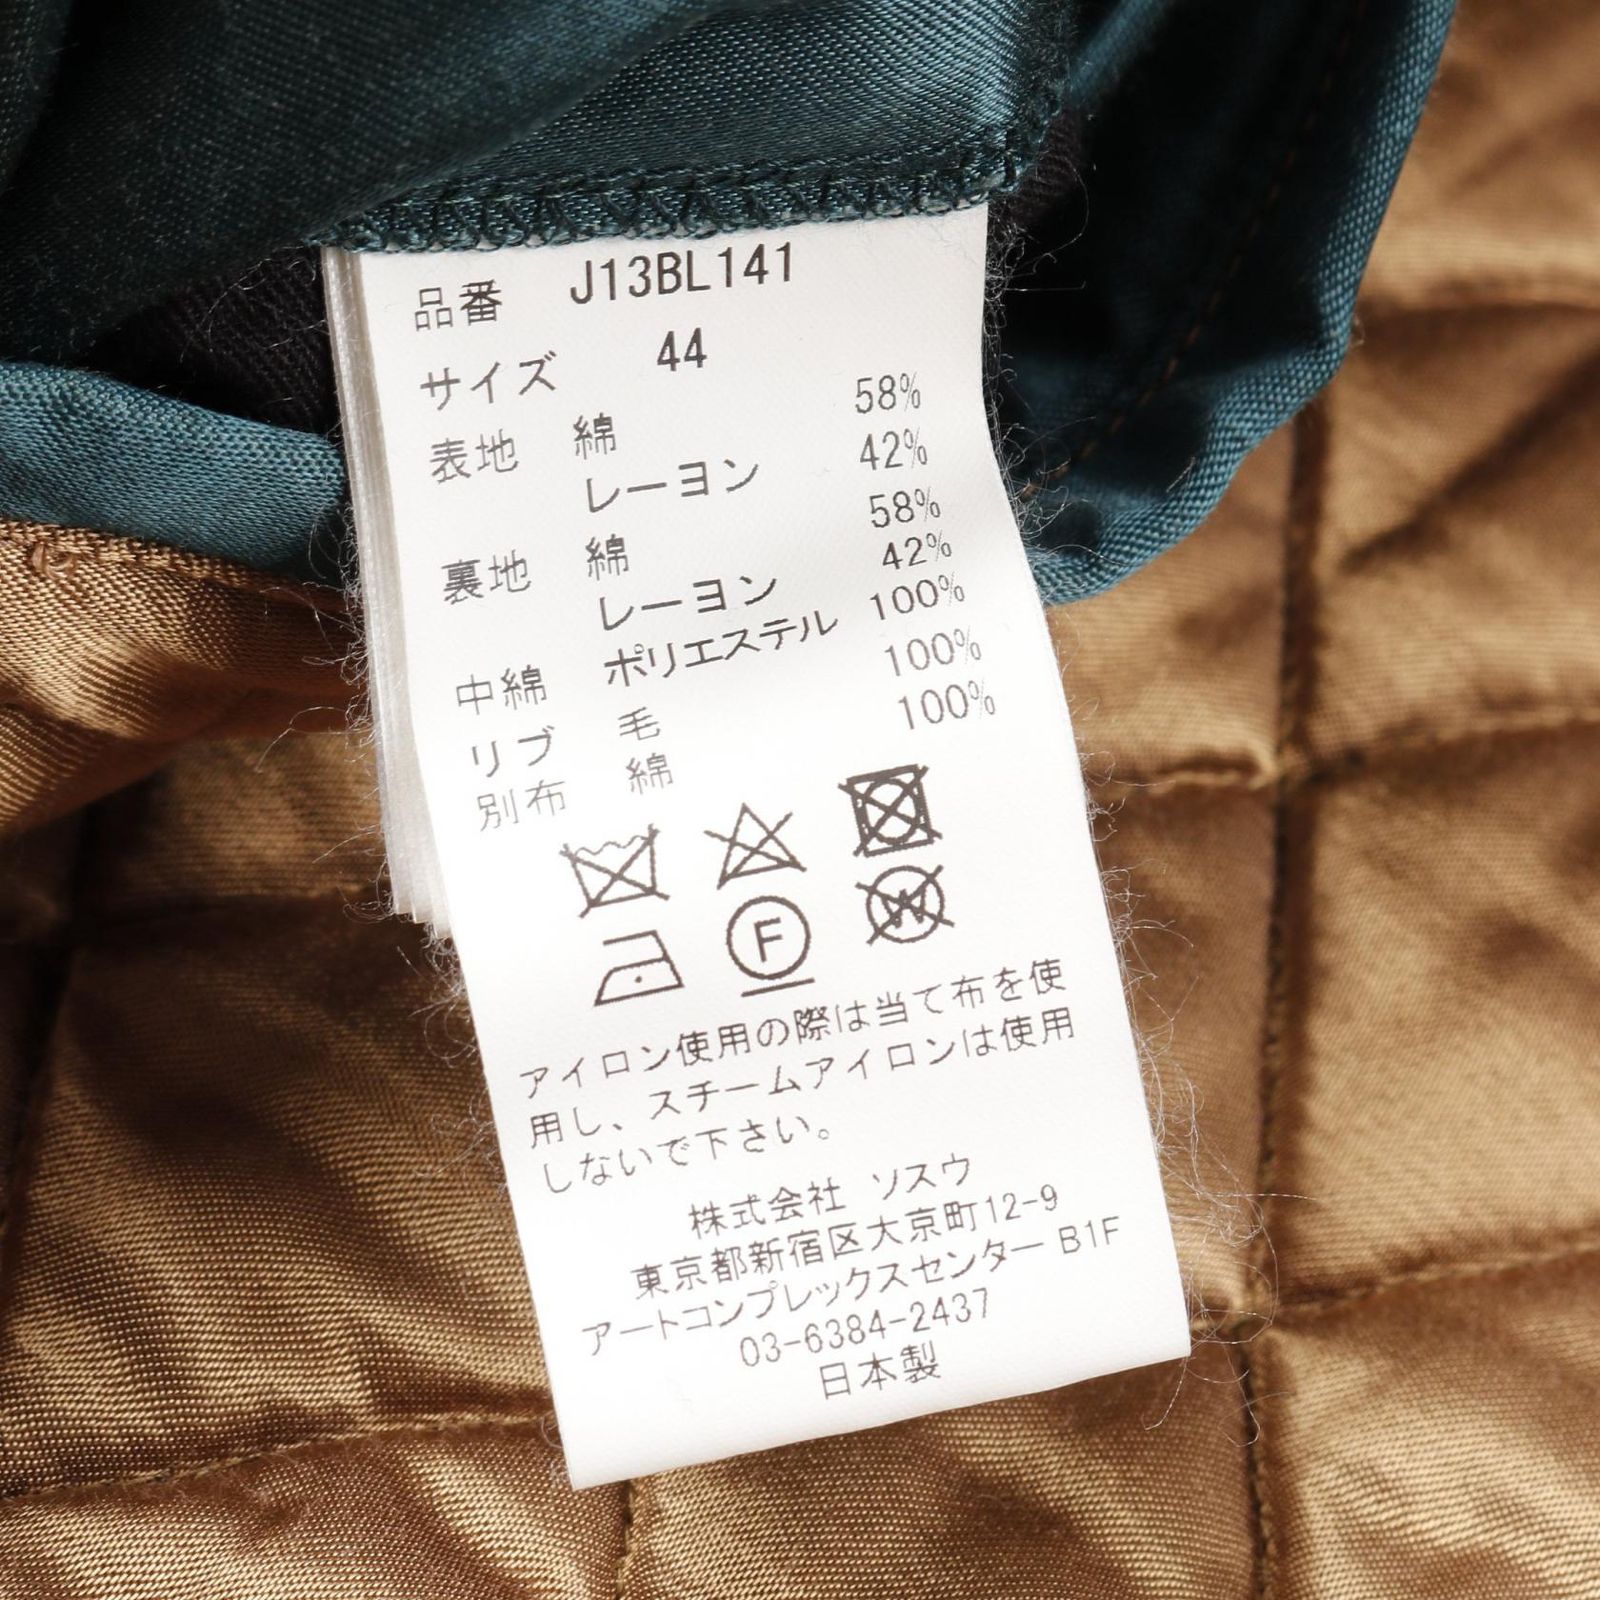 品番 J13BL141
サイズ 44
表地 綿 58%
レーヨン 42%
裏地 綿 58%
レーヨン 42%
中綿 ポリエステル 100%
リブ 毛 100%
別布 綿 100%
F
W
アイロン使用の際は当て布を使
用し、スチームアイロンは使用
しないで下さい。
株式会社 ソスウ
東京都新宿区大京町12-9
アートコンプレックスセンター B1F
03-6384-2437
日本製